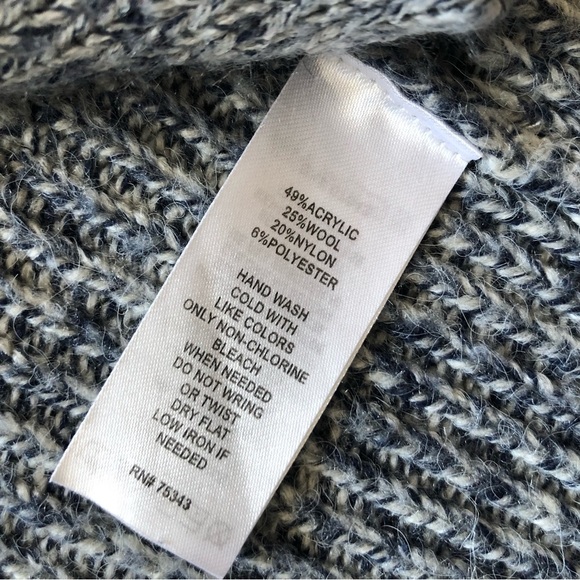 49%ACRYLIC
25%WOOL
20%NYLON
6%POLYESTER
HAND WASH
COLD WITH
LIKE COLORS
ONLY NON-CHLORINE
BLEACH
WHEN NEEDED
DO NOT WRING
OR TWIST
DRY FLAT
LOW IRON IF
NEEDED
RN# 75343